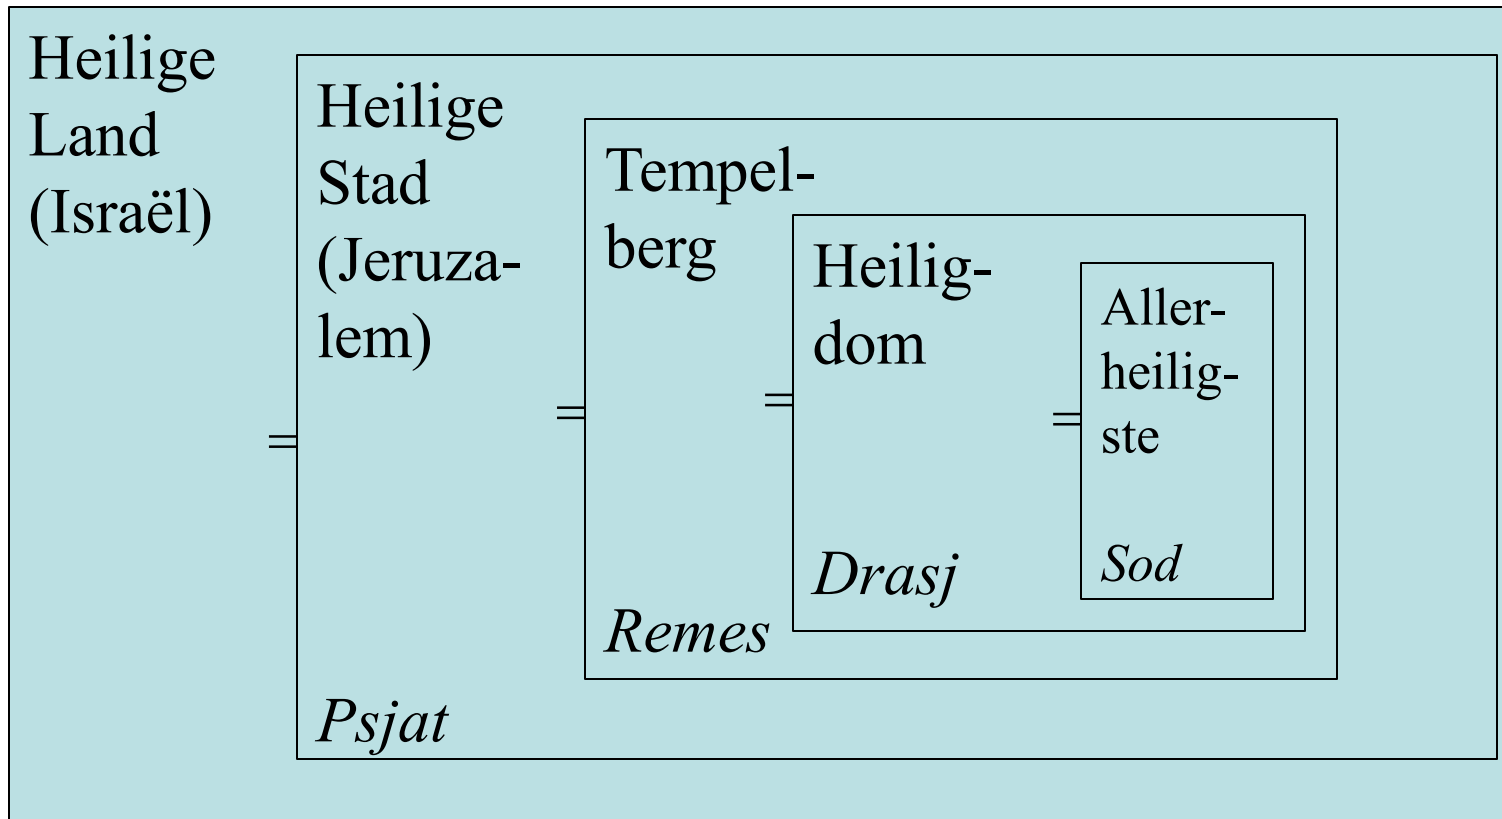 Heilige
Land
(Israël)
=
Heilige
Stad
(Jeruza-
lem)
Psjat
=
Tempel-
berg
Remes
=
Heilig-
dom
Drasj
=
Aller-
heilig-
ste
Sod